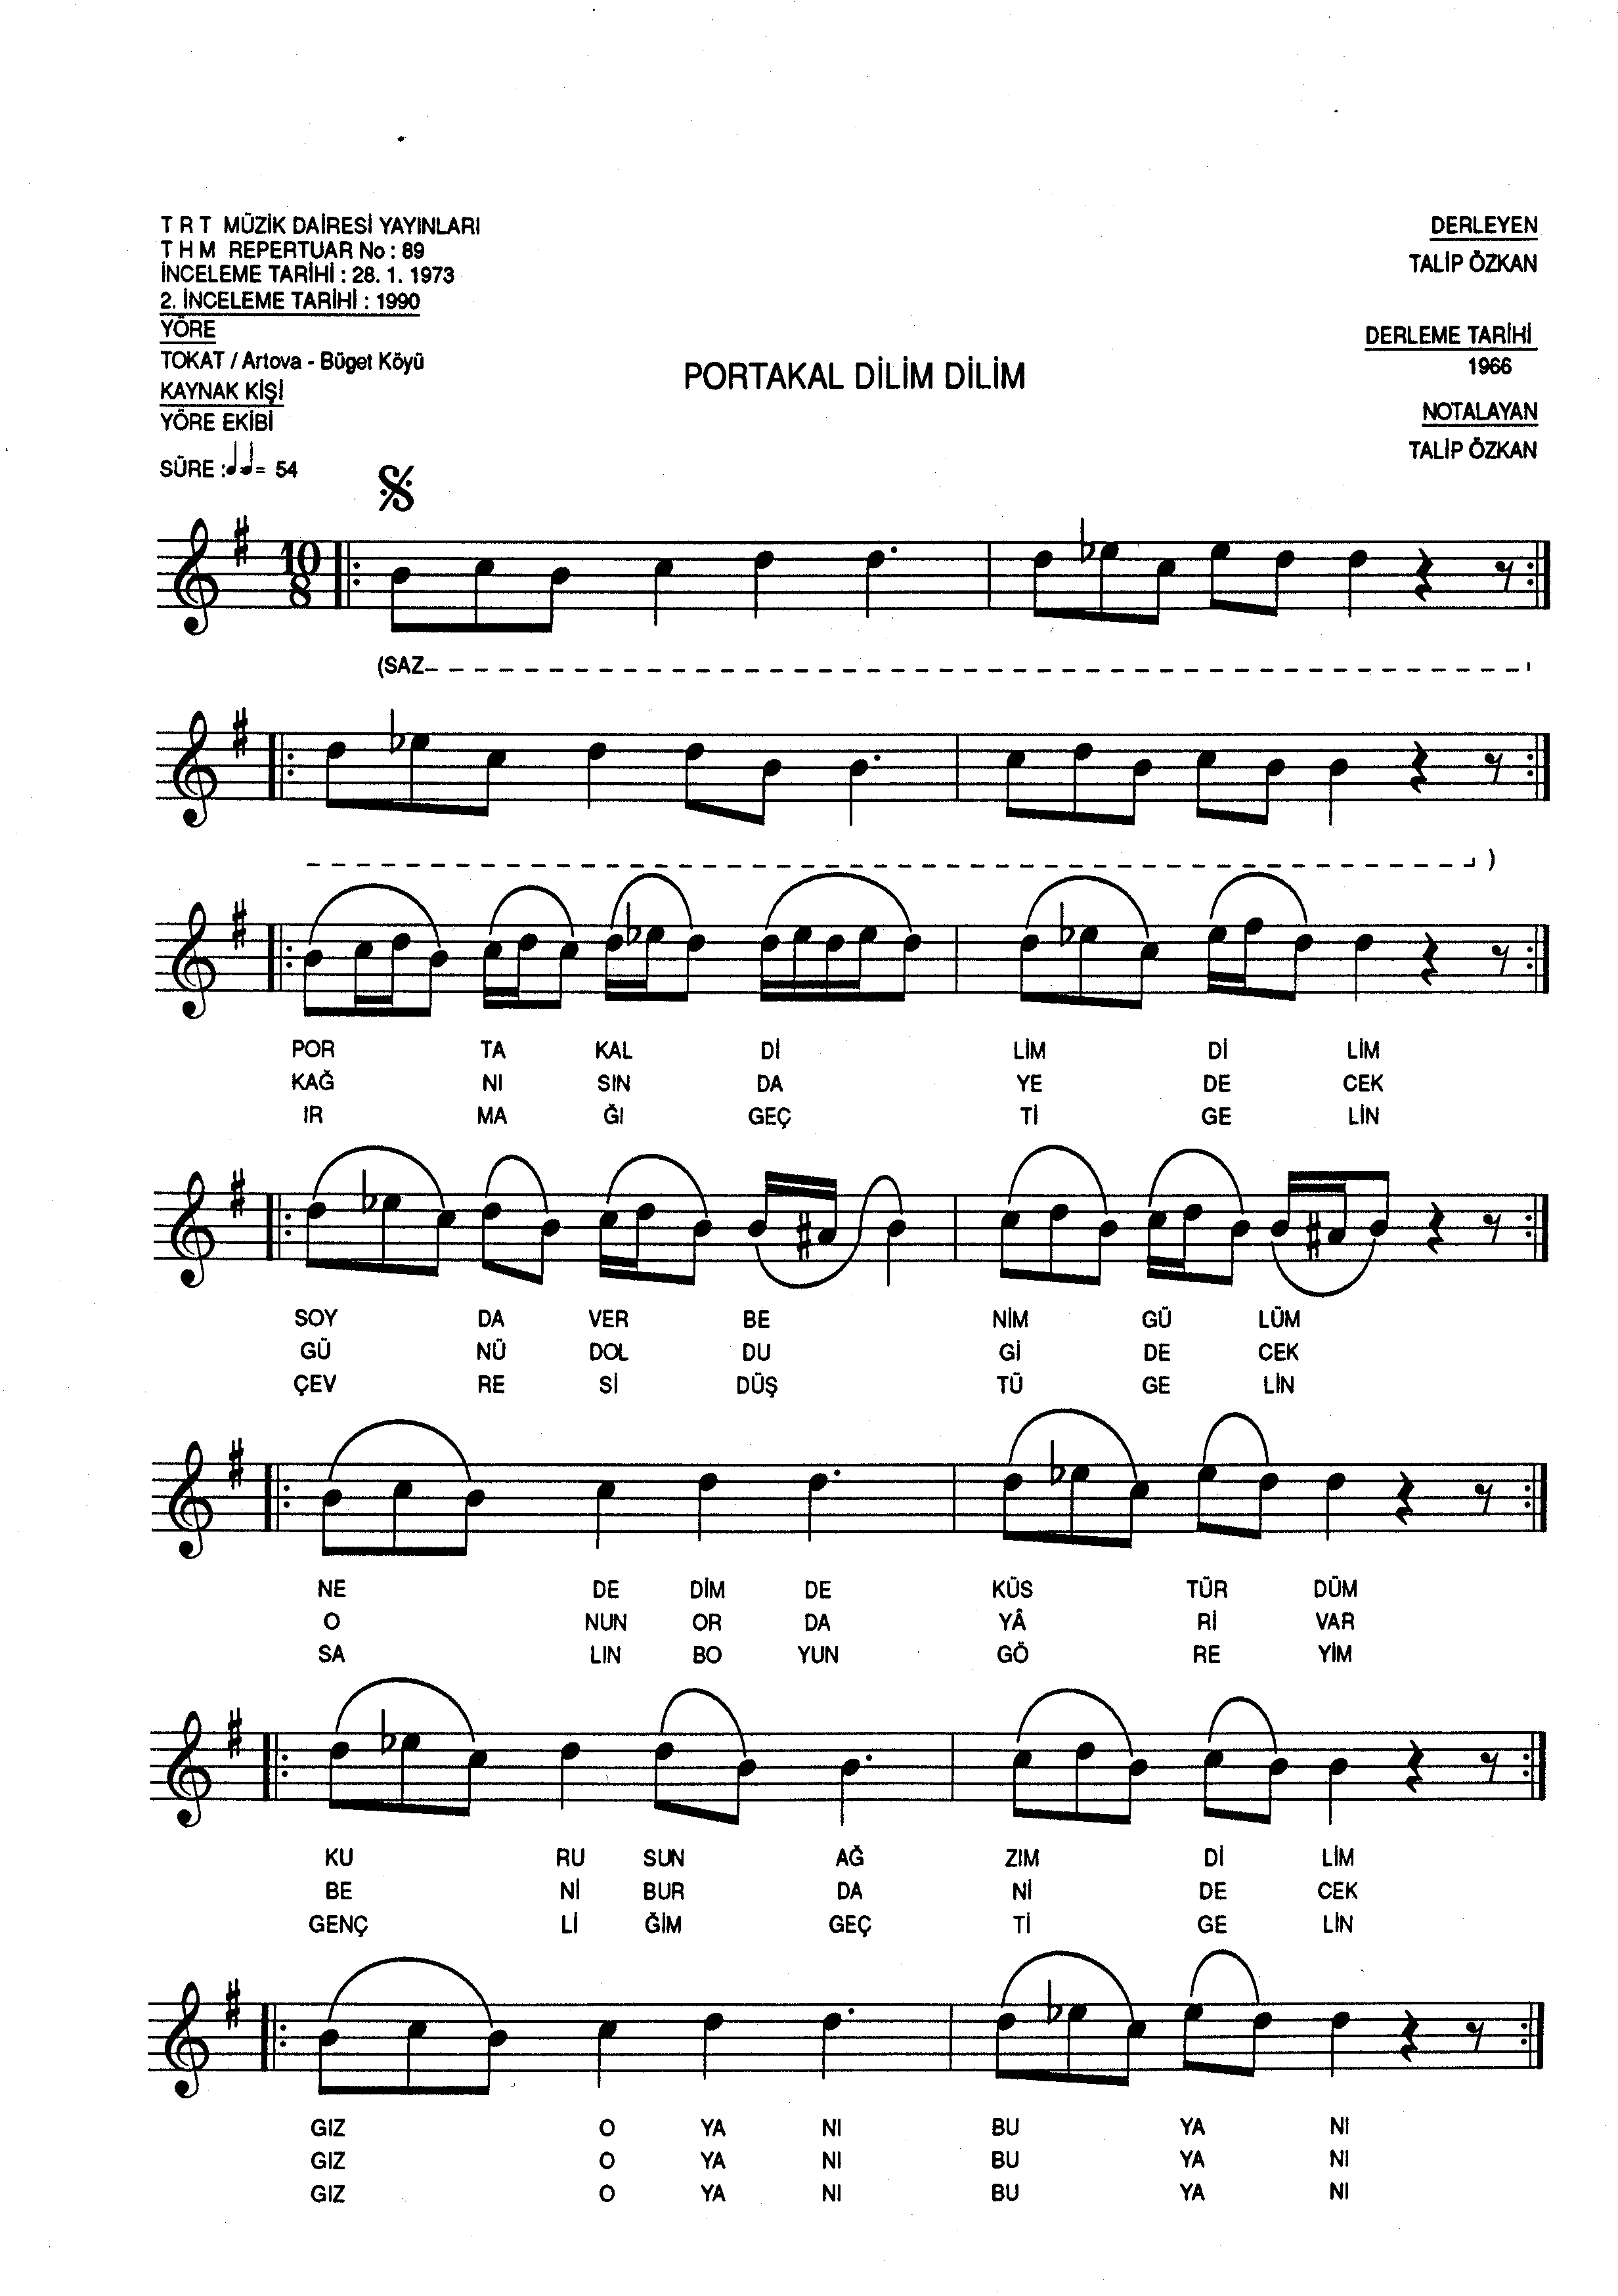 T R T MÜZİK DAİRESİ YAYINLARI
T H M REPERTUAR No : 89
İNCELEME TARİHİ : 28. 1. 1973
2. İNCELEME TARİHİ : 1990
YÖRE
TOKAT / Artova - Büget Köyü
KAYNAK KİŞİ
YÖRE EKİBİ
SÜRE : = 54
PORTAKAL DİLİM DİLİM
DERLEYEN
TALİP ÖZKAN
DERLEME TARİHİ
1966
NOTALAYAN
TALİP ÖZKAN
10
8
(SAZ
)
POR TA KAL Dİ LİM Dİ LİM
KAĞ NI SIN DA YE DE CEK
IR MA ĞI GEÇ Tİ GE LİN
SOY DA VER BE NİM GÜ LÜM
GÜ NÜ DOL DU Gİ DE CEK
ÇEV RE Sİ DÜŞ TÜ GE LİN
NE DE DİM DE KÜS TÜR DÜM
O NUN OR DA YÂ Rİ VAR
SA LIN BO YUN GÖ RE YİM
KU RU SUN AĞ ZIM Dİ LİM
BE Nİ BUR DA Nİ DE CEK
GENÇ Lİ ĞİM GEÇ Tİ GE LİN
GIZ O YA NI BU YA NI
GIZ O YA NI BU YA NI
GIZ O YA NI BU YA NI